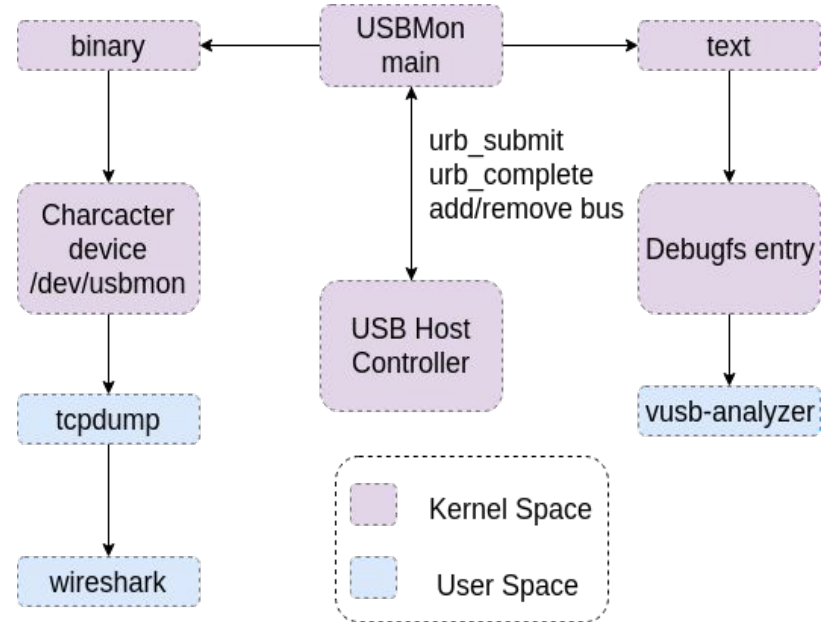 binary
USBMon
main
text
urb_submit
urb_complete
add/remove bus
Charcacter
device
/dev/usbmon
Debugfs entry
USB Host
Controller
tcpdump
vusb-analyzer
Kernel Space
wireshark
User Space